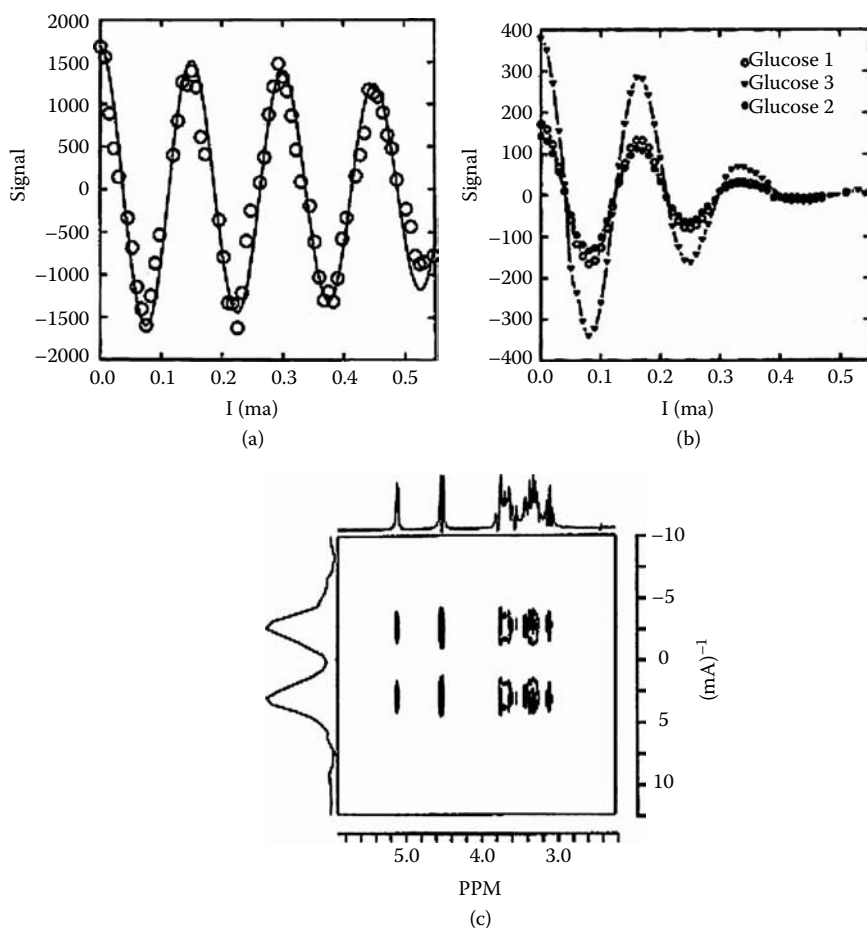 2000
1500
1000
500
0
−500
−1000
−1500
−2000
Signal
0.0 0.1 0.2 0.3 0.4 0.5
I (ma)
(a)
400
300
200
100
0
−100
−200
−300
−400
Signal
Glucose 1
Glucose 3
Glucose 2
0.0 0.1 0.2 0.3 0.4 0.5
I (ma)
(b)
−10
−5
0
5
10
(mA)⁻¹
5.0 4.0 3.0
PPM
(c)